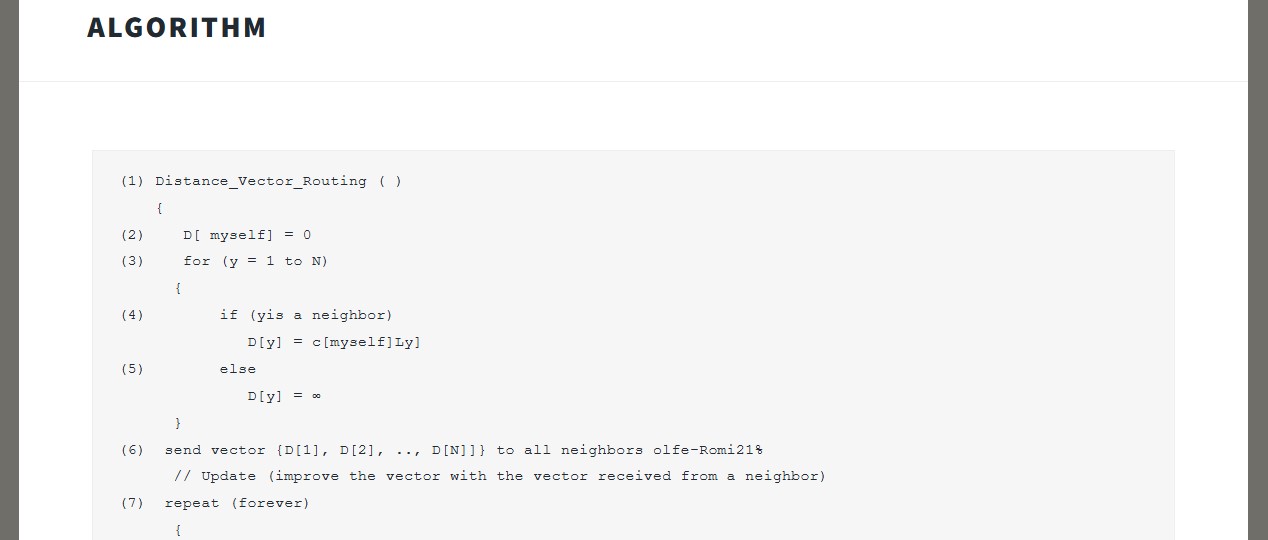 ALGORITHM
(1) Distance_Vector_Routing ( )
{
(2) D[ myself] = 0
(3) for (y = 1 to N)
{
(4) if (yis a neighbor)
D[y] = c[myself]Ly]
(5) else
D[y] = ∞
}
(6) send vector {D[1], D[2], .., D[N]]} to all neighbors olfe-Romi21%
// Update (improve the vector with the vector received from a neighbor)
(7) repeat (forever)
{